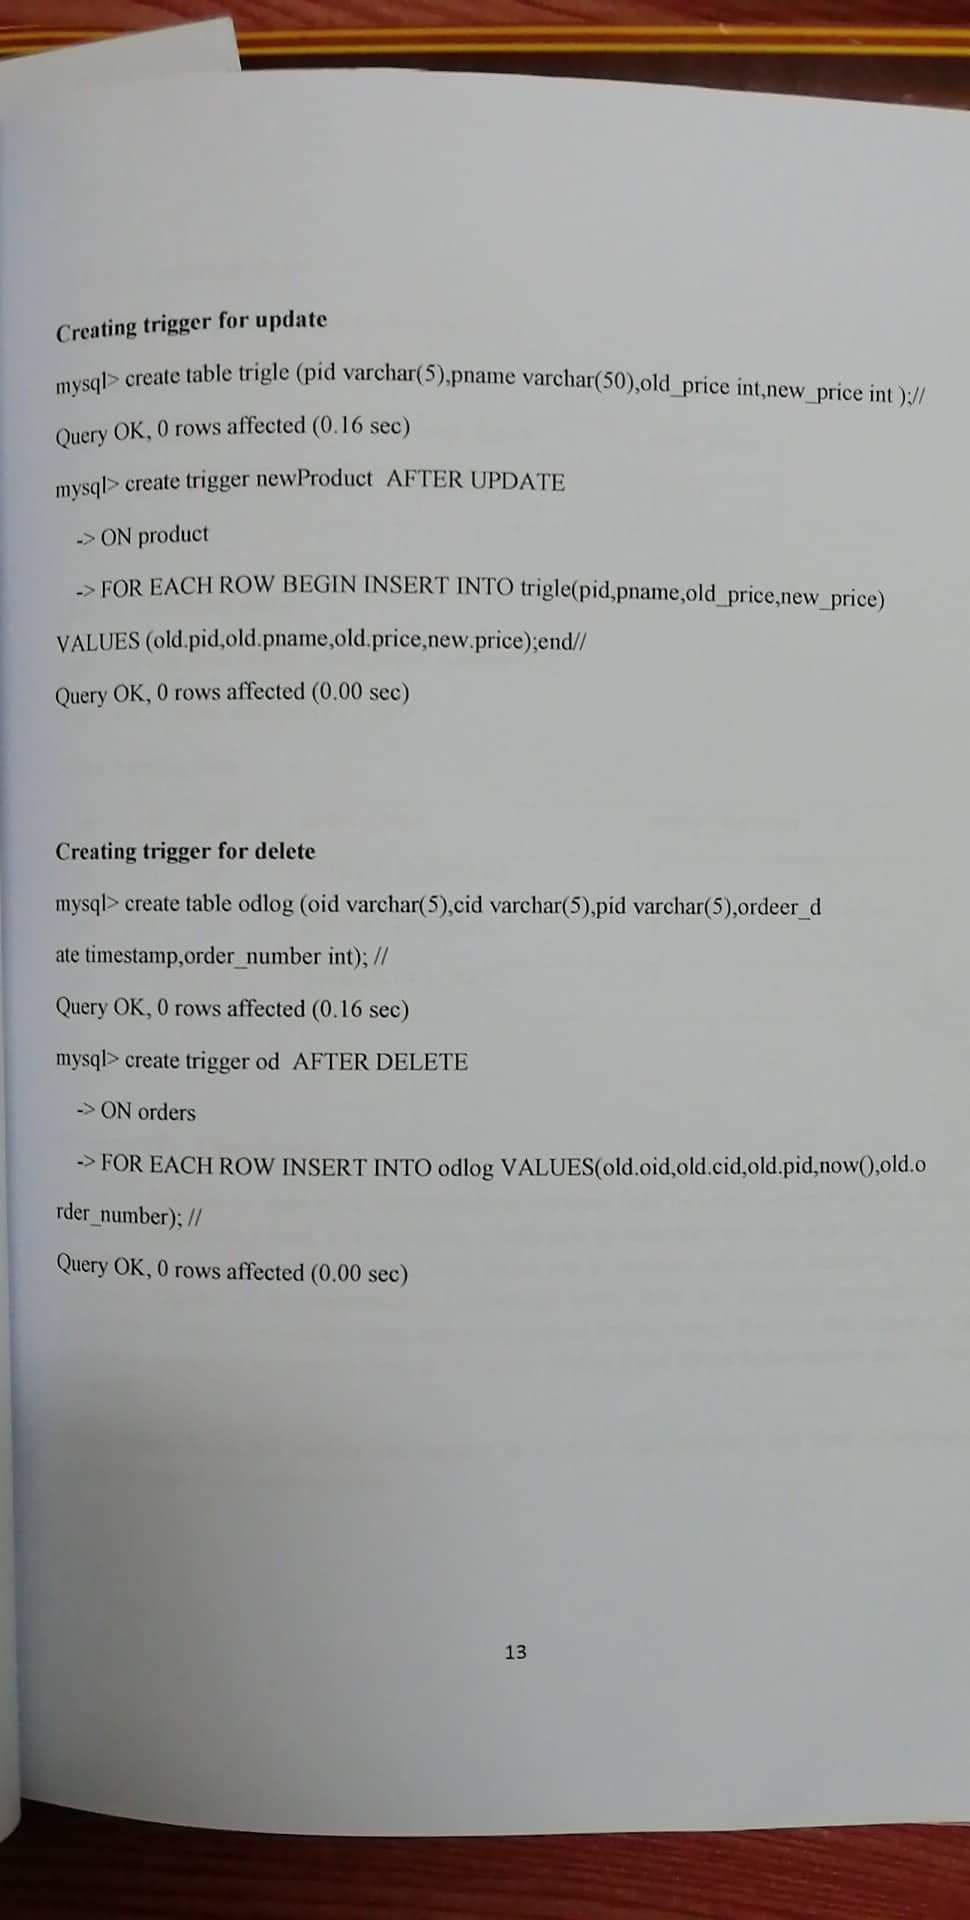 Creating trigger for update
mysql> create table trigle (pid varchar(5),pname varchar(50),old_price int,new_price int );//
Query OK, 0 rows affected (0.16 sec)
mysql> create trigger newProduct  AFTER UPDATE
-> ON product
-> FOR EACH ROW BEGIN INSERT INTO trigle(pid,pname,old_price,new_price)
VALUES (old.pid,old.pname,old.price,new.price);end//
Query OK, 0 rows affected (0.00 sec)
Creating trigger for delete
mysql> create table odlog (oid varchar(5),cid varchar(5),pid varchar(5),ordeer_d
ate timestamp,order_number int); //
Query OK, 0 rows affected (0.16 sec)
mysql> create trigger od  AFTER DELETE
-> ON orders
-> FOR EACH ROW INSERT INTO odlog VALUES(old.oid,old.cid,old.pid,now(),old.o
rder_number); //
Query OK, 0 rows affected (0.00 sec)
13